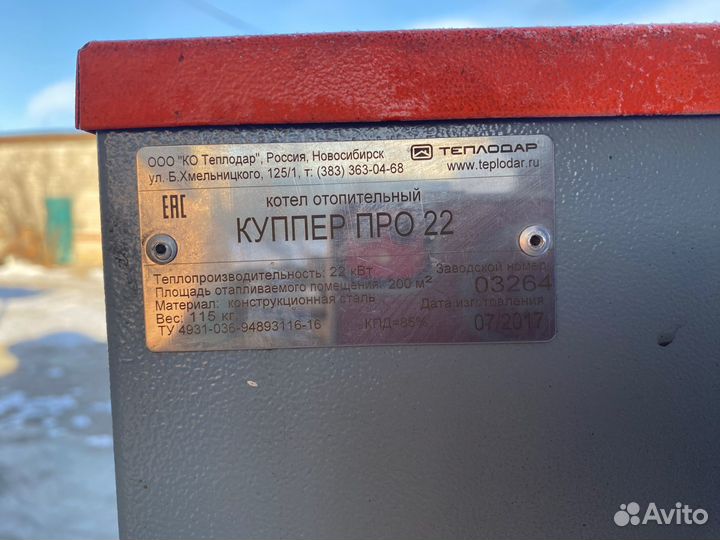 ООО "КО Теплодар", Россия, Новосибирск
ул. Б.Хмельницкого, 125/1, т: (383) 363-04-68
ТЕПЛОДАР
www.teplodar.ru
EAC
котел отопительный
КУППЕР ПРО 22
Теплопроизводительность: 22 кВт
Площадь отапливаемого помещения: 200 м²
Материал: конструкционная сталь
Вес: 115 кг.
ТУ 4931-036-94893116-16
КПД=85%
Заводской номер
03264
Дата изготовления
07/2017
Avito